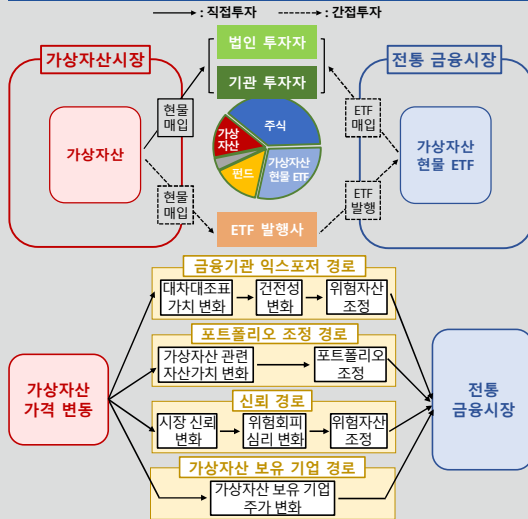 : 직접투자
: 간접투자
법인 투자자
기관 투자자
가상자산시장
전통 금융시장
가상자산
현물
매입
현물
매입
주식
가상
자산
펀드
가상자산
현물 ETF
ETF
매입
ETF
발행
가상자산
현물 ETF
ETF 발행사
금융기관 익스포저 경로
대차대조표
가치 변화
건전성
변화
위험자산
조정
포트폴리오 조정 경로
가상자산 관련
자산가치 변화
포트폴리오
조정
가상자산
가격 변동
전통
금융시장
신뢰 경로
시장 신뢰
변화
위험회피
심리 변화
위험자산
조정
가상자산 보유 기업 경로
가상자산 보유 기업
주가 변화